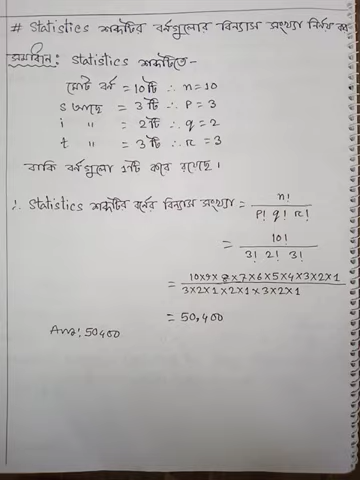 # Statistics শব্দটির বর্ণগুলোর বিন্যাস সংখ্যা নির্ণয় কর
সমাধান: Statistics শব্দটিতে-
মোট বর্ণ = 10টি ∴ n=10
s আছে = 3টি ∴ P = 3
i " = 2টি ∴ q = 2
t " = 3টি ∴ r = 3
বাকি বর্ণগুলো 1টি করে রয়েছে।
∴ Statistics শব্দটির বর্ণের বিন্যাস সংখ্যা = n! / P! q! r!
= 10! / 3! 2! 3!
= 10×9×8×7×6×5×4×3×2×1 / 3×2×1×2×1×3×2×1
= 50,400
Ans: 50400